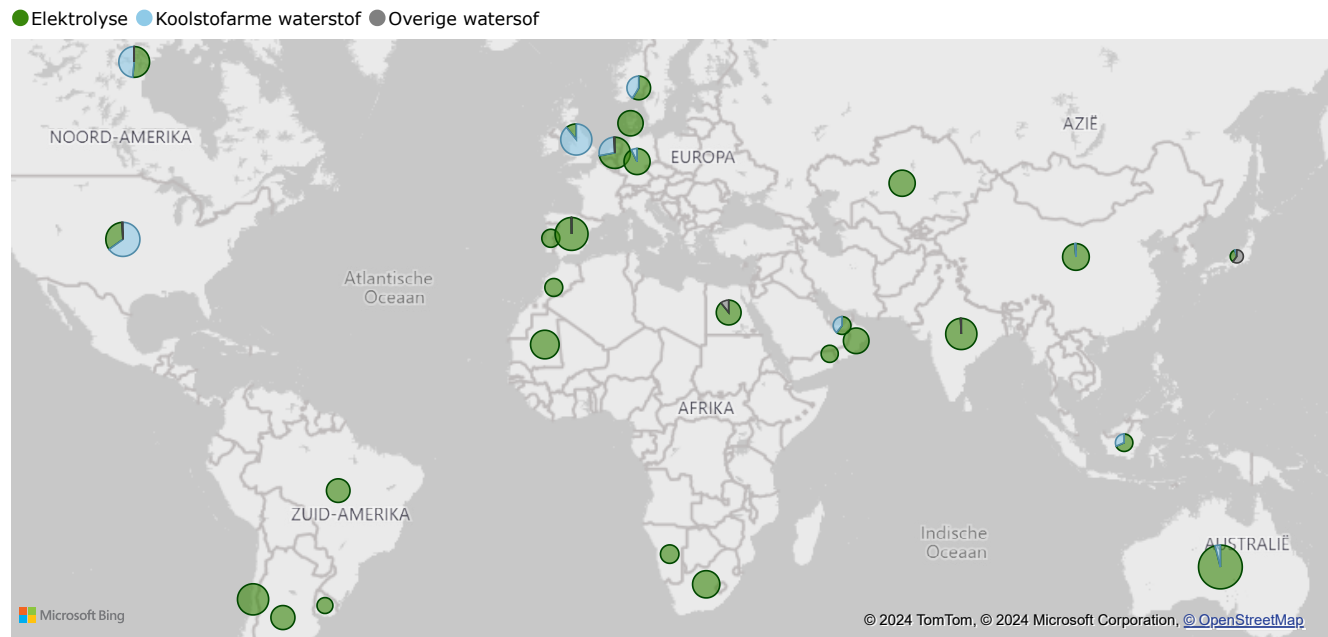 Elektrolyse Koolstofarme waterstof Overige watersof
NOORD-AMERIKA
AZIË
EUROPA
Atlantische
Oceaan
AFRIKA
ZUID-AMERIKA
Indische
Oceaan
AUSTRALIË
Microsoft Bing
© 2024 TomTom, © 2024 Microsoft Corporation, © OpenStreetMap